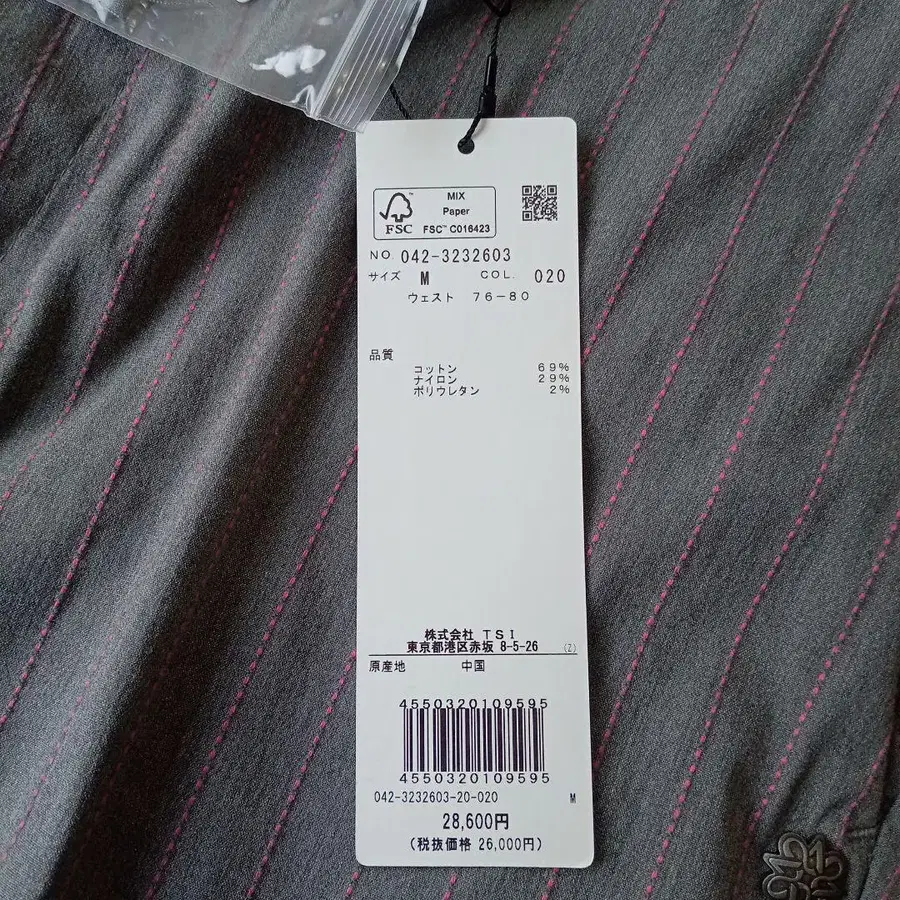 MIX
Paper
FSC™ C016423
FSC
NO. 042-3232603
サイズ M COL. 020
ウェスト 76-80
品質
コットン 69%
ナイロン 29%
ポリウレタン 2%
株式会社 TSI
東京都港区赤坂 8-5-26 (Z)
原産地 中国
4550320109595
4550320109595
042-3232603-20-020 M
28,600円
(税抜価格 26,000円)